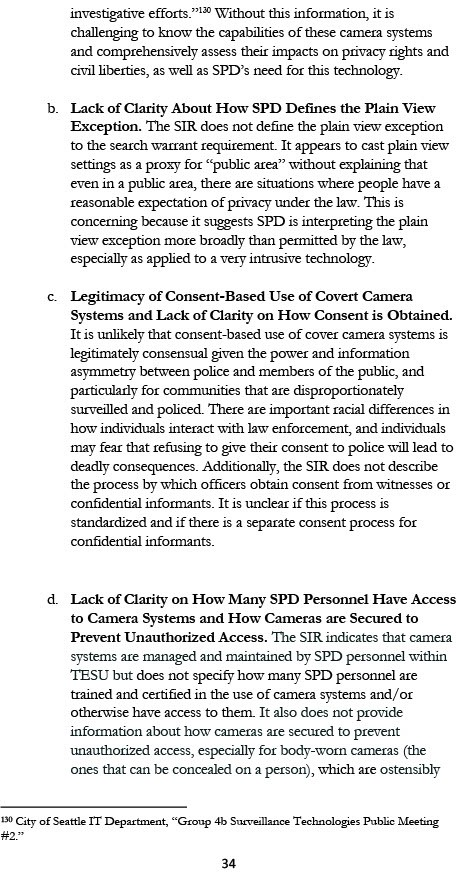 investigative efforts.”130 Without this information, it is
challenging to know the capabilities of these camera systems
and comprehensively assess their impacts on privacy rights and
civil liberties, as well as SPD’s need for this technology.
b. Lack of Clarity About How SPD Defines the Plain View
Exception. The SIR does not define the plain view exception
to the search warrant requirement. It appears to cast plain view
settings as a proxy for “public area” without explaining that
even in a public area, there are situations where people have a
reasonable expectation of privacy under the law. This is
concerning because it suggests SPD is interpreting the plain
view exception more broadly than permitted by the law,
especially as applied to a very intrusive technology.
c. Legitimacy of Consent-Based Use of Covert Camera
Systems and Lack of Clarity on How Consent is Obtained.
It is unlikely that consent-based use of cover camera systems is
legitimately consensual given the power and information
asymmetry between police and members of the public, and
particularly for communities that are disproportionately
surveilled and policed. There are important racial differences in
how individuals interact with law enforcement, and individuals
may fear that refusing to give their consent to police will lead to
deadly consequences. Additionally, the SIR does not describe
the process by which officers obtain consent from witnesses or
confidential informants. It is unclear if this process is
standardized and if there is a separate consent process for
confidential informants.
d. Lack of Clarity on How Many SPD Personnel Have Access
to Camera Systems and How Cameras are Secured to
Prevent Unauthorized Access. The SIR indicates that camera
systems are managed and maintained by SPD personnel within
TESU but does not specify how many SPD personnel are
trained and certified in the use of camera systems and/or
otherwise have access to them. It also does not provide
information about how cameras are secured to prevent
unauthorized access, especially for body-worn cameras (the
ones that can be concealed on a person), which are ostensibly
130 City of Seattle IT Department, “Group 4b Surveillance Technologies Public Meeting
#2.”
34